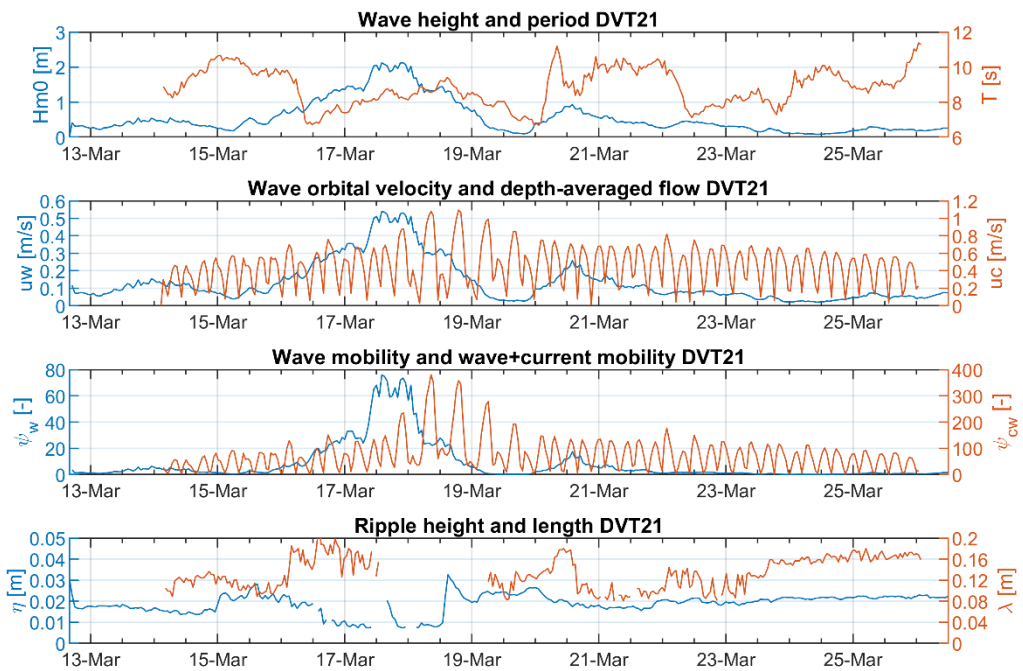 Wave height and period DVT21
Hm0 [m]
3
2
1
0
12
10
8
6
T [s]
13-Mar 15-Mar 17-Mar 19-Mar 21-Mar 23-Mar 25-Mar
Wave orbital velocity and depth-averaged flow DVT21
uw [m/s]
0.6
0.5
0.4
0.3
0.2
0.1
0
1.2
1
0.8
0.6
0.4
0.2
0
uc [m/s]
13-Mar 15-Mar 17-Mar 19-Mar 21-Mar 23-Mar 25-Mar
Wave mobility and wave+current mobility DVT21
ψw [-]
80
60
40
20
0
400
300
200
100
0
ψcw [-]
13-Mar 15-Mar 17-Mar 19-Mar 21-Mar 23-Mar 25-Mar
Ripple height and length DVT21
η [m]
0.05
0.04
0.03
0.02
0.01
0
0.2
0.16
0.12
0.08
0.04
0
λ [m]
13-Mar 15-Mar 17-Mar 19-Mar 21-Mar 23-Mar 25-Mar